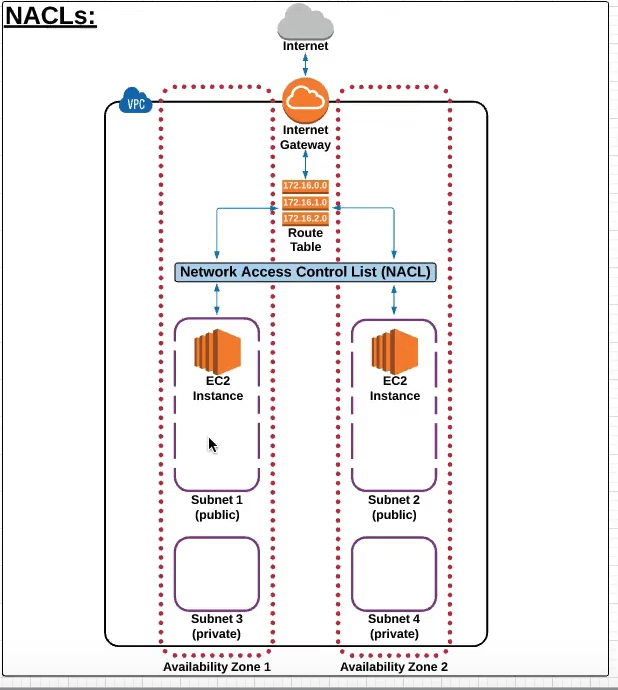 NACLs:
Internet
VPC
Internet
Gateway
172.16.0.0
172.16.1.0
172.16.2.0
Route
Table
Network Access Control List (NACL)
EC2
Instance
EC2
Instance
Subnet 1
(public)
Subnet 2
(public)
Subnet 3
(private)
Subnet 4
(private)
Availability Zone 1
Availability Zone 2